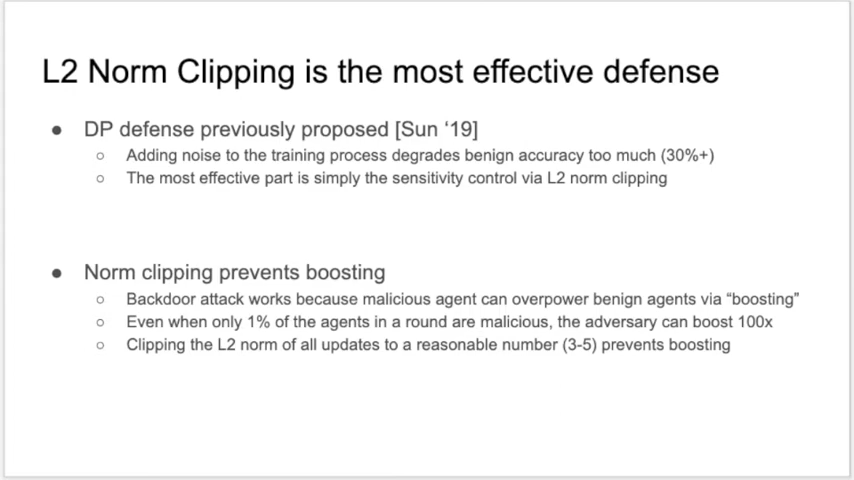 L2 Norm Clipping is the most effective defense
● DP defense previously proposed [Sun ‘19]
○ Adding noise to the training process degrades benign accuracy too much (30%+)
○ The most effective part is simply the sensitivity control via L2 norm clipping
● Norm clipping prevents boosting
○ Backdoor attack works because malicious agent can overpower benign agents via “boosting”
○ Even when only 1% of the agents in a round are malicious, the adversary can boost 100x
○ Clipping the L2 norm of all updates to a reasonable number (3-5) prevents boosting